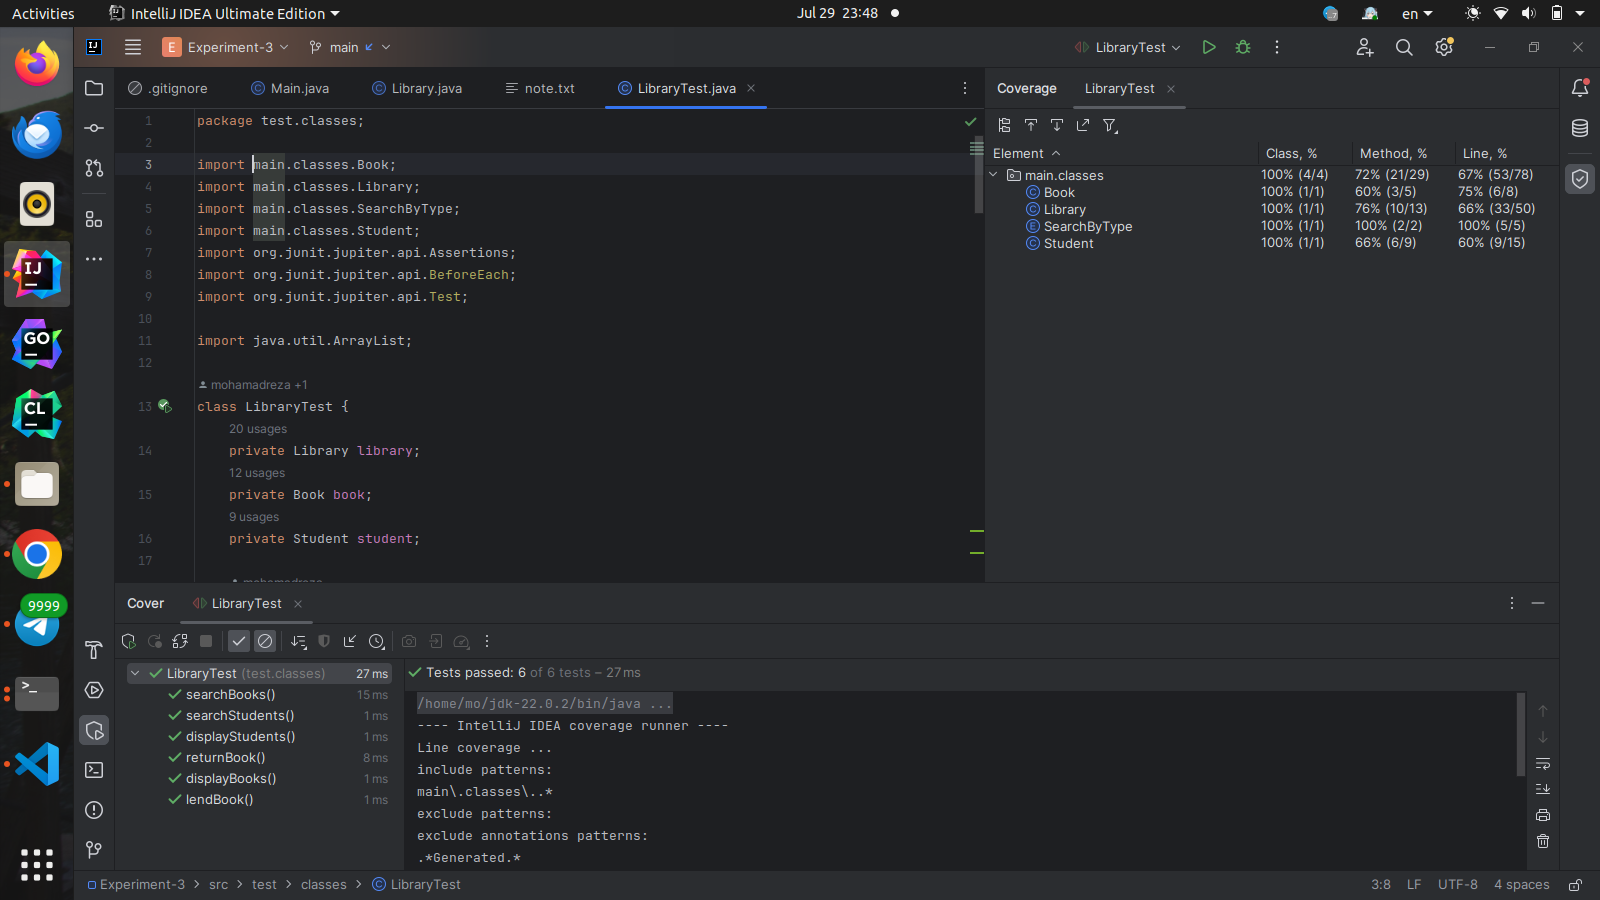 Activities IntelliJ IDEA Ultimate Edition Jul 29 23:48 en
IJ E Experiment-3 main LibraryTest
.gitignore Main.java Library.java note.txt LibraryTest.java
1 package test.classes;
2
3 import main.classes.Book;
4 import main.classes.Library;
5 import main.classes.SearchByType;
6 import main.classes.Student;
7 import org.junit.jupiter.api.Assertions;
8 import org.junit.jupiter.api.BeforeEach;
9 import org.junit.jupiter.api.Test;
10
11 import java.util.ArrayList;
12
mohamadreza +1
13 class LibraryTest {
20 usages
14 private Library library;
12 usages
15 private Book book;
9 usages
16 private Student student;
17
mohamadreza
Coverage LibraryTest
Element Class, % Method, % Line, %
main.classes 100% (4/4) 72% (21/29) 67% (53/78)
C Book 100% (1/1) 60% (3/5) 75% (6/8)
C Library 100% (1/1) 76% (10/13) 66% (33/50)
E SearchByType 100% (1/1) 100% (2/2) 100% (5/5)
C Student 100% (1/1) 66% (6/9) 60% (9/15)
IJ
GO
CL
9999
Cover LibraryTest
LibraryTest (test.classes) 27 ms
searchBooks() 15 ms
searchStudents() 1 ms
displayStudents() 1 ms
returnBook() 8 ms
displayBooks() 1 ms
lendBook() 1 ms
Tests passed: 6 of 6 tests – 27 ms
/home/mo/jdk-22.0.2/bin/java ...
---- IntelliJ IDEA coverage runner ----
Line coverage ...
include patterns:
main\.classes\..*
exclude patterns:
exclude annotations patterns:
.*Generated.*
Experiment-3 > src > test > classes > LibraryTest 3:8 LF UTF-8 4 spaces